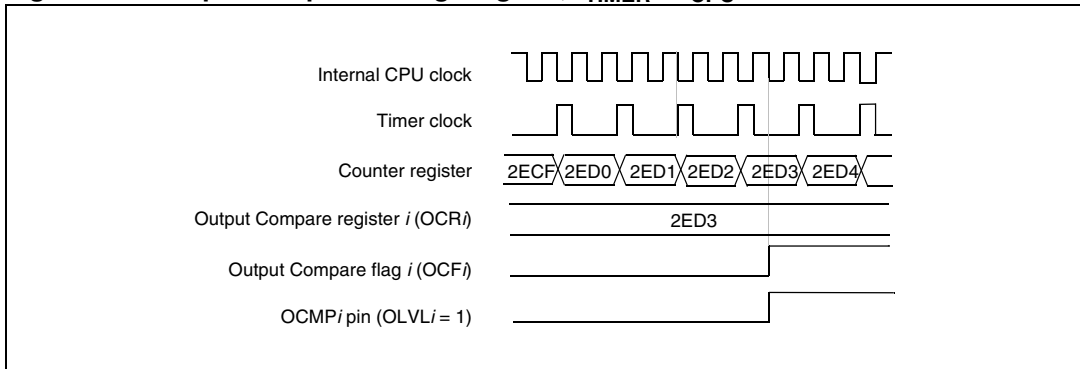 Internal CPU clock
Timer clock
Counter register
2ECF 2ED0 2ED1 2ED2 2ED3 2ED4
Output Compare register i (OCRi)
2ED3
Output Compare flag i (OCFi)
OCMPi pin (OLVLi = 1)